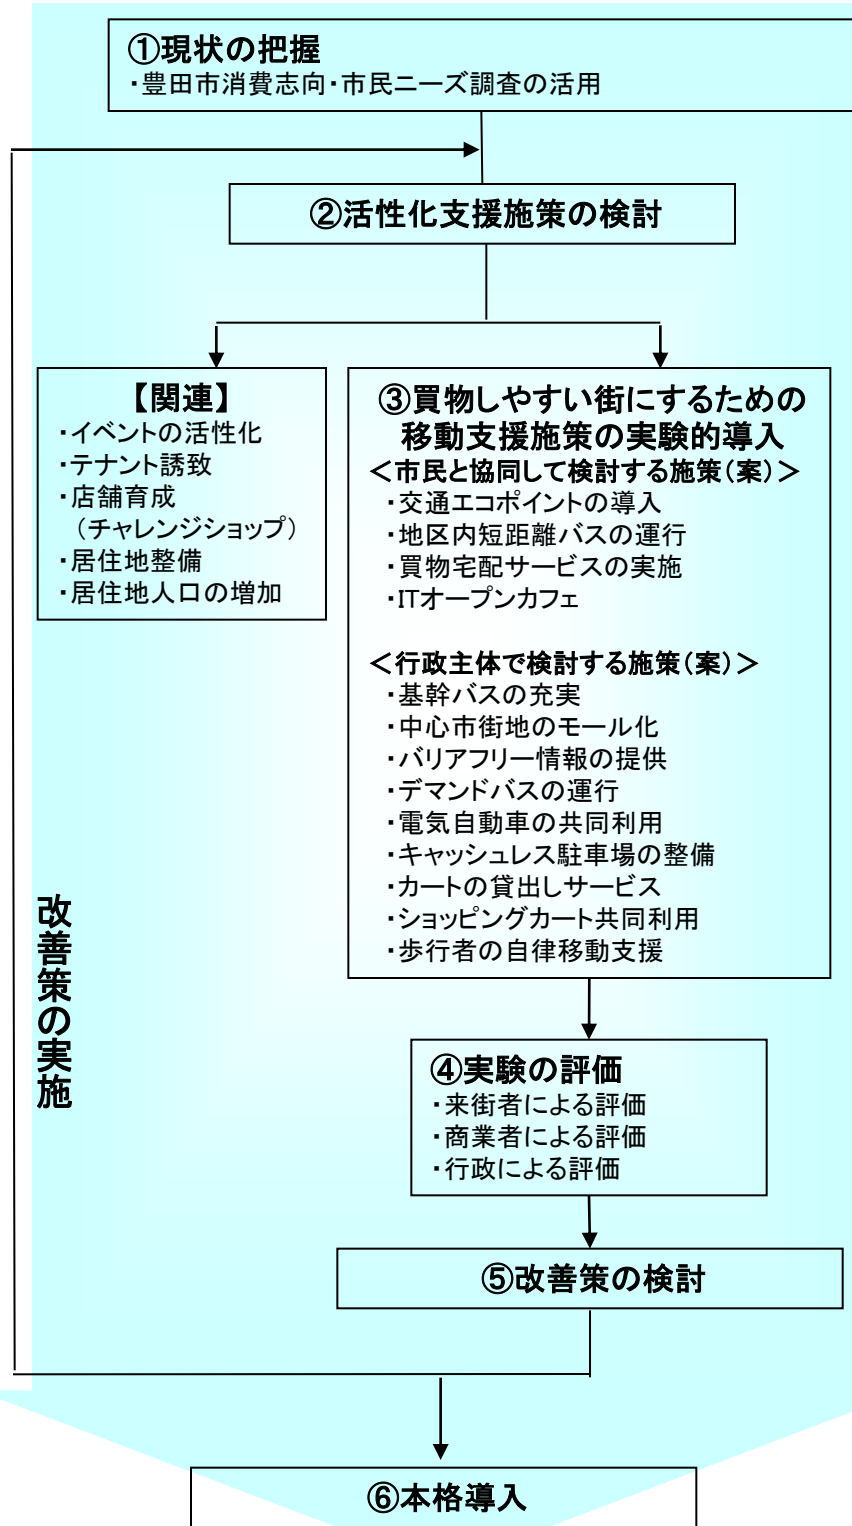 ①現状の把握
・豊田市消費志向・市民ニーズ調査の活用
②活性化支援施策の検討
【関連】
・イベントの活性化
・テナント誘致
・店舗育成
（チャレンジショップ）
・居住地整備
・居住地人口の増加
③買物しやすい街にするための
移動支援施策の実験的導入
＜市民と協同して検討する施策（案）＞
・交通エコポイントの導入
・地区内短距離バスの運行
・買物宅配サービスの実施
・ITオープンカフェ
＜行政主体で検討する施策（案）＞
・基幹バスの充実
・中心市街地のモール化
・バリアフリー情報の提供
・デマンドバスの運行
・電気自動車の共同利用
・キャッシュレス駐車場の整備
・カートの貸出しサービス
・ショッピングカート共同利用
・歩行者の自律移動支援
改善策の実施
④実験の評価
・来街者による評価
・商業者による評価
・行政による評価
⑤改善策の検討
⑥本格導入